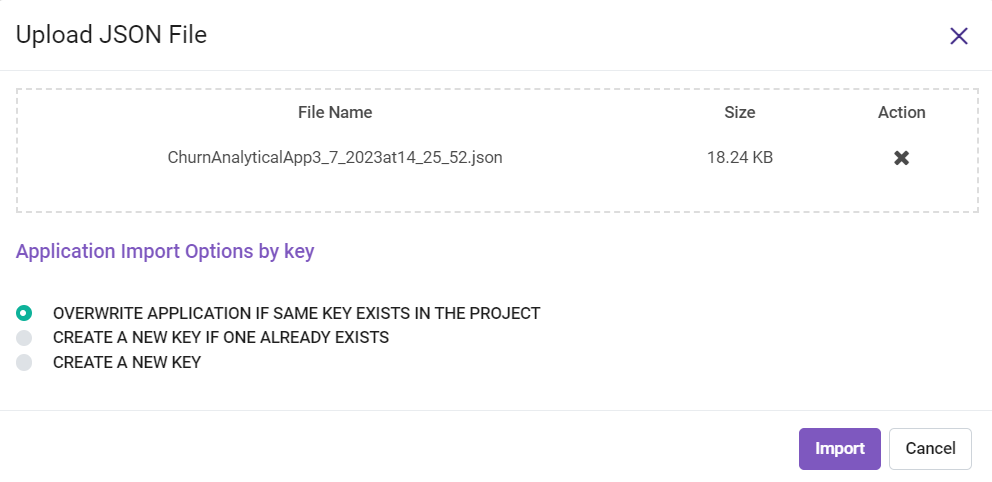 Upload JSON File
File Name Size Action
ChurnAnalyticalApp3_7_2023at14_25_52.json 18.24 KB
Application Import Options by key
OVERWRITE APPLICATION IF SAME KEY EXISTS IN THE PROJECT
CREATE A NEW KEY IF ONE ALREADY EXISTS
CREATE A NEW KEY
Import Cancel